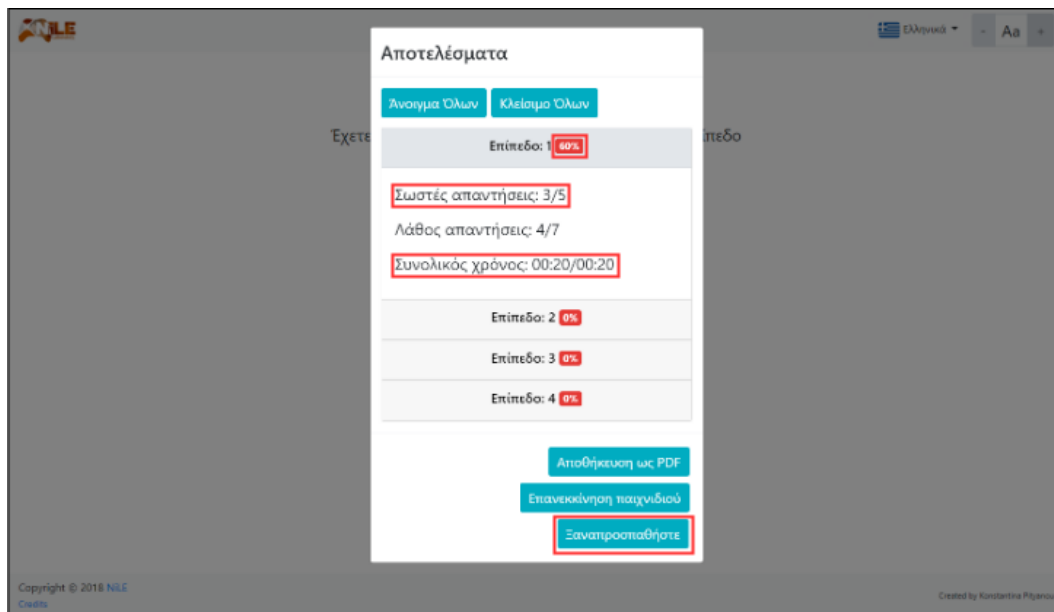 NiLE
Ελληνικά
- Aa +
Αποτελέσματα
Άνοιγμα Όλων Κλείσιμο Όλων
Έχετε
Επίπεδο: 1 60%
Σωστές απαντήσεις: 3/5
Λάθος απαντήσεις: 4/7
Συνολικός χρόνος: 00:20/00:20
Επίπεδο: 2 0%
Επίπεδο: 3 0%
Επίπεδο: 4 0%
Αποθήκευση ως PDF
Επανεκκίνηση παιχνιδιού
Ξαναπροσπαθήστε
Copyright © 2018 NiLE
Credits
Created by Konstantina